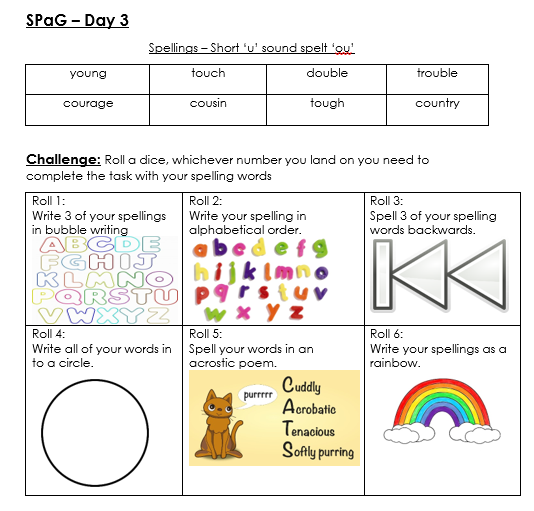 SPaG – Day 3
Spellings – Short ‘u’ sound spelt ‘ou’
young touch double trouble
courage cousin tough country
Challenge: Roll a dice, whichever number you land on you need to
complete the task with your spelling words
Roll 1:
Write 3 of your spellings
in bubble writing
ABCDE
FGHIJ
KLMNO
PQRSTU
VWXYZ
Roll 2:
Write your spelling in
alphabetical order.
abcdefg
hijklmno
pqrstuv
wxyz
Roll 3:
Spell 3 of your spelling
words backwards.
Roll 4:
Write all of your words in
to a circle.
Roll 5:
Spell your words in an
acrostic poem.
purrrrr
Cuddly
Acrobatic
Tenacious
Softly purring
Roll 6:
Write your spellings as a
rainbow.